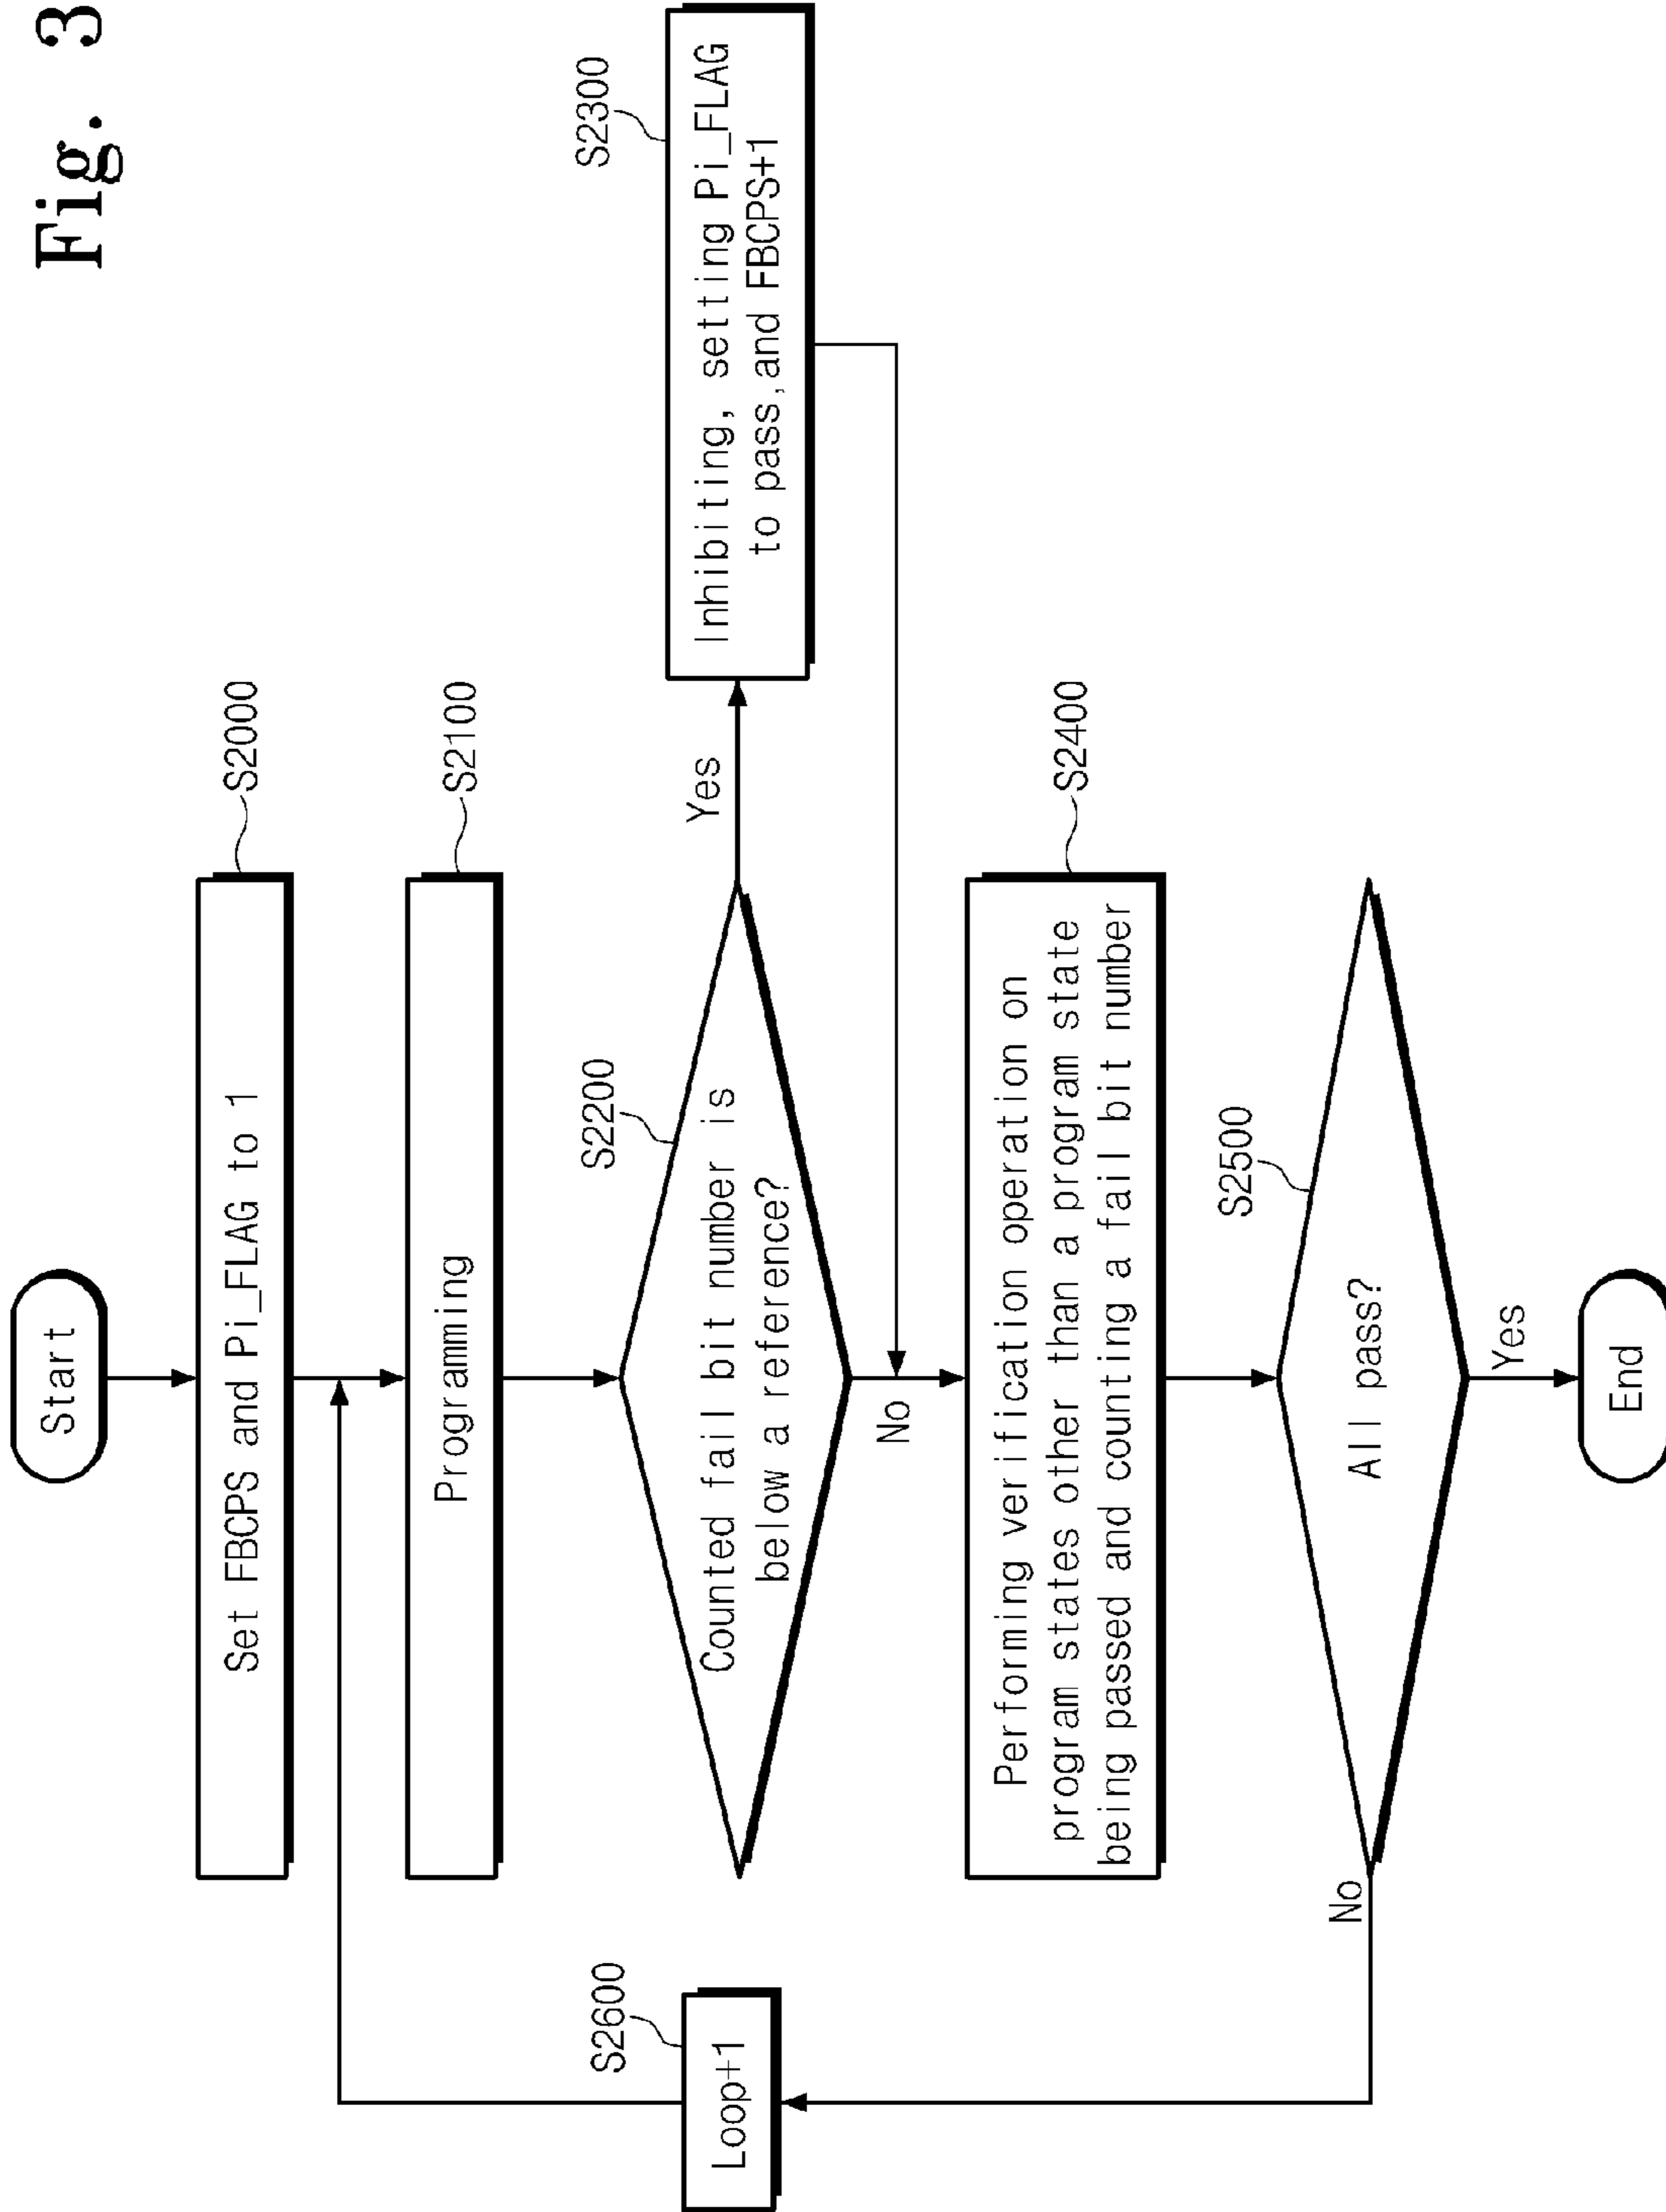 Fig. 3
Start
Set FBCPS and Pi_FLAG to 1
S2000
Programming
S2100
S2200
Counted fail bit number is
below a reference?
Yes
S2300
Inhibiting, setting Pi_FLAG
to pass, and FBCPS+1
No
Performing verification operation on
program states other than a program state
being passed and counting a fail bit number
S2400
S2500
All pass?
No
S2600
Loop+1
Yes
End